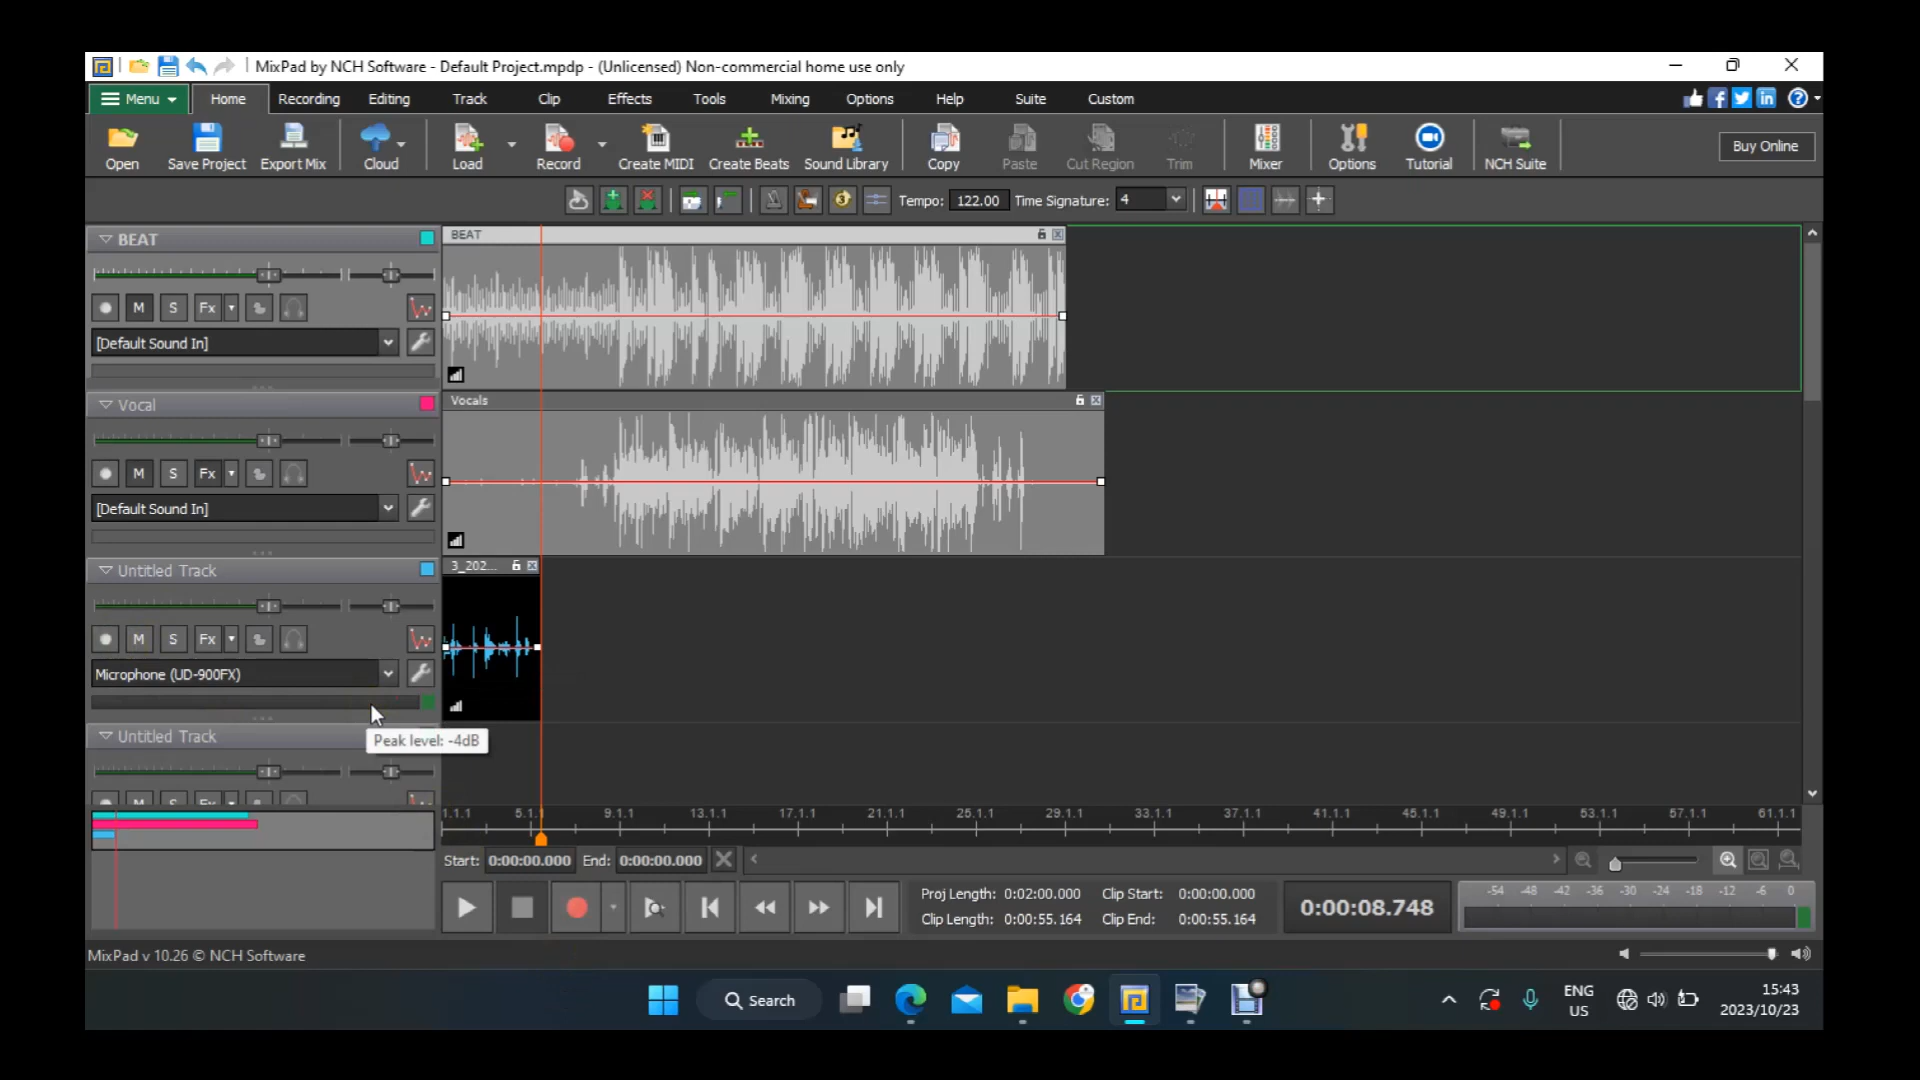 MixPad by NCH Software - Default Project.mpdp - (Unlicensed) Non-commercial home use only
Menu Home Recording Editing Track Clip Effects Tools Mixing Options Help Suite Custom
Open Save Project Export Mix Cloud Load Record Create MIDI Create Beats Sound Library Copy Paste Cut Region Trim Mixer Options Tutorial NCH Suite Buy Online
Tempo: 122.00 Time Signature: 4
BEAT
BEAT
M S Fx
[Default Sound In]
Vocal
Vocals
M S Fx
[Default Sound In]
Untitled Track
3_202...
M S Fx
Microphone (UD-900FX)
Peak level: -4dB
Untitled Track
M S Fx
1.1.1 5.1.1 9.1.1 13.1.1 17.1.1 21.1.1 25.1.1 29.1.1 33.1.1 37.1.1 41.1.1 45.1.1 49.1.1 53.1.1 57.1.1 61.1.1
Start: 0:00:00.000 End: 0:00:00.000
Proj Length: 0:02:00.000 Clip Start: 0:00:00.000
Clip Length: 0:00:55.164 Clip End: 0:00:55.164
0:00:08.748
-54 -48 -42 -36 -30 -24 -18 -12 -6 0
MixPad v 10.26 © NCH Software
Search
ENG
US
15:43
2023/10/23